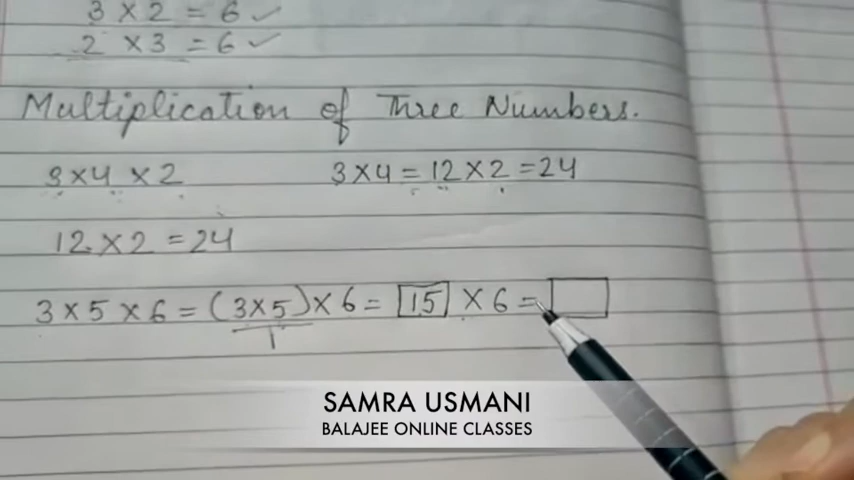 3 × 2 = 6 ✓
2 × 3 = 6 ✓
Multiplication of Three Numbers.
3 × 4 × 2 3 × 4 = 12 × 2 = 24
12 × 2 = 24
3 × 5 × 6 = (3 × 5) × 6 = 15 × 6 =
1
SAMRA USMANI
BALAJEE ONLINE CLASSES